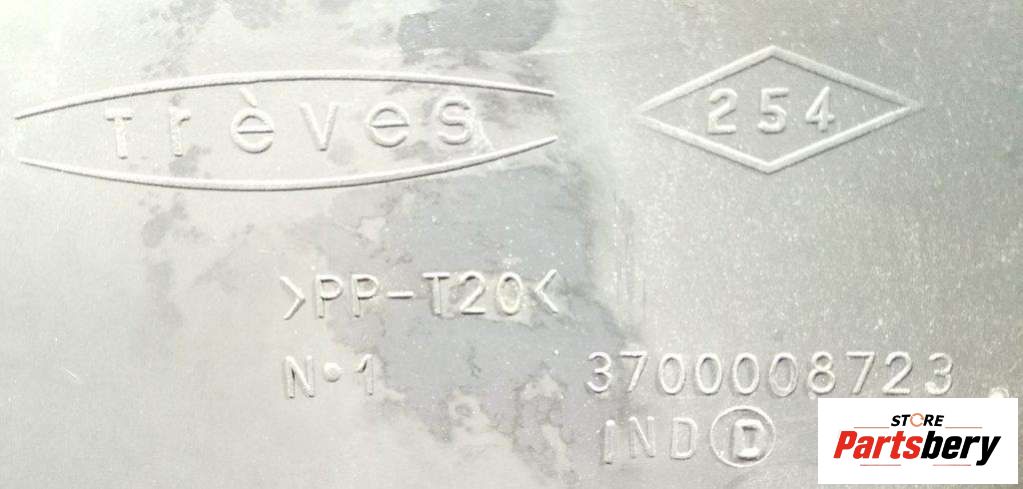 Trèves
254
>PP-T20<
N•1 3700008723
IND D
STORE
Partsbery